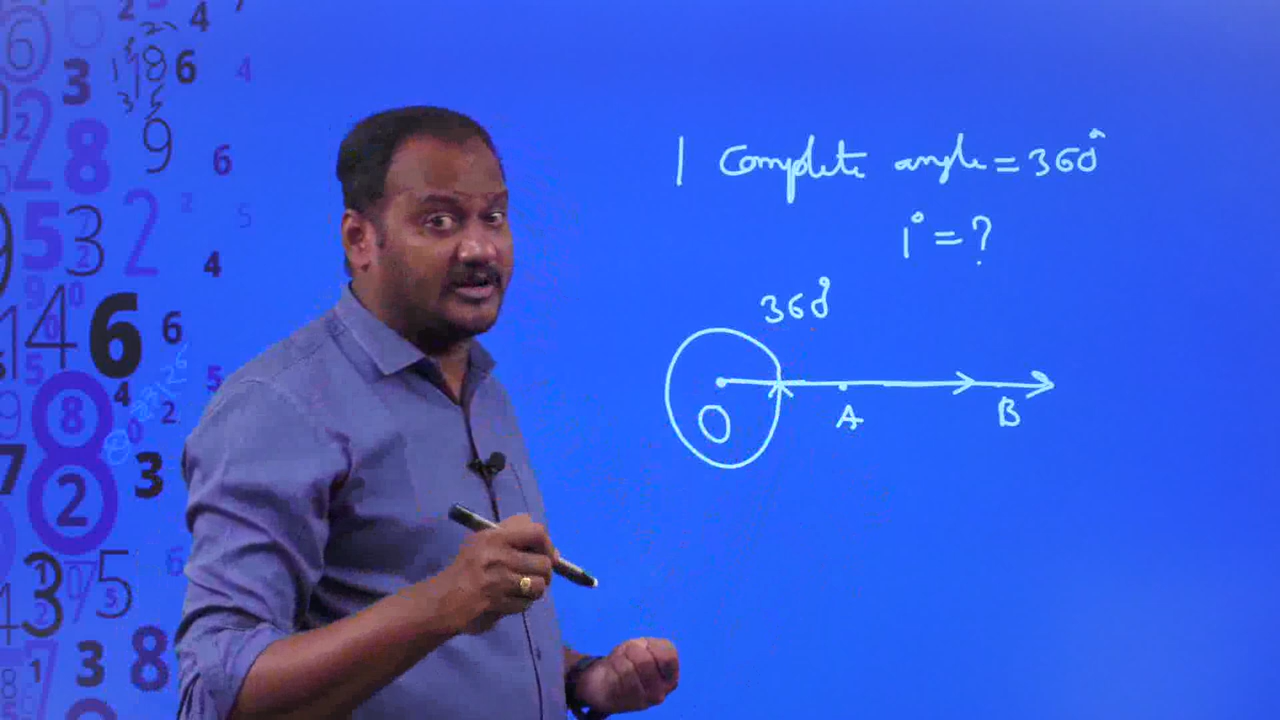 1 Complete angle = 360°
1° = ?
360°
O
A
B